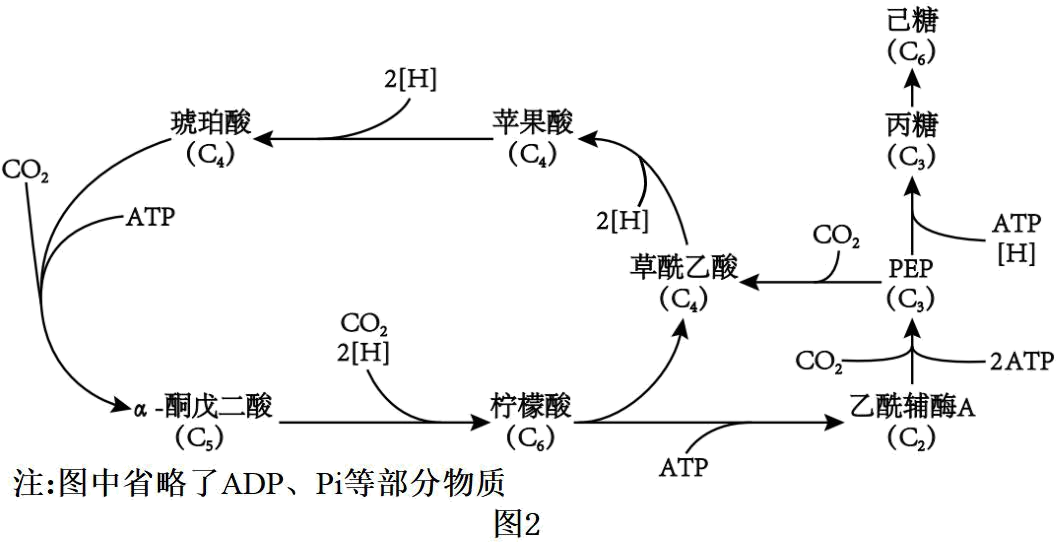 己糖
(C₆)
2[H]
琥珀酸
(C₄)
苹果酸
(C₄)
丙糖
(C₃)
CO₂
ATP
2[H]
CO₂
ATP
[H]
草酰乙酸
(C₄)
PEP
(C₃)
CO₂
2[H]
CO₂
2ATP
α-酮戊二酸
(C₅)
柠檬酸
(C₆)
乙酰辅酶A
(C₂)
ATP
注:图中省略了ADP、Pi等部分物质
图2